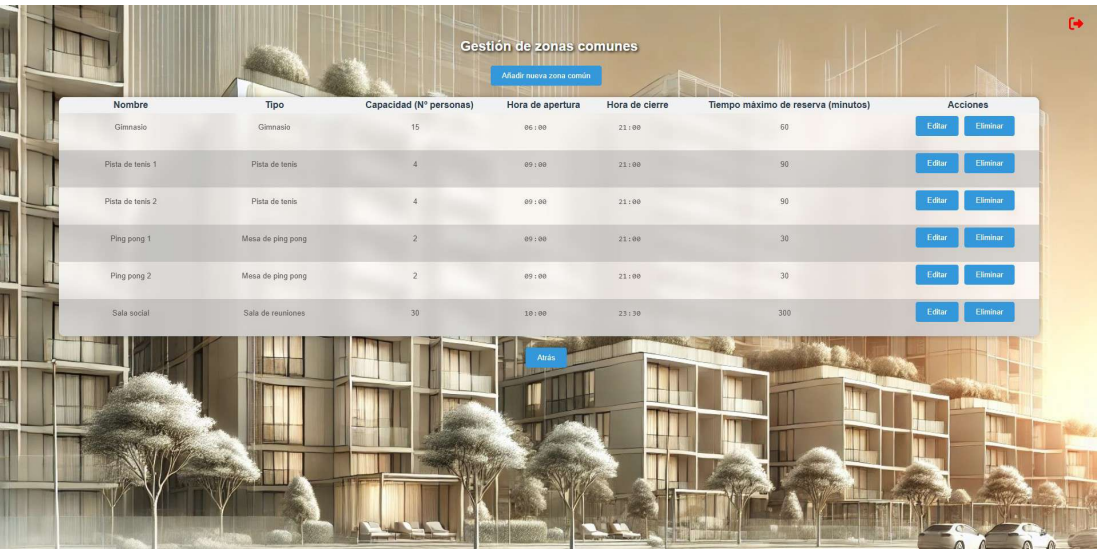 Gestión de zonas comunes
Añadir nueva zona común
Nombre Tipo Capacidad (Nº personas) Hora de apertura Hora de cierre Tiempo máximo de reserva (minutos) Acciones
Gimnasio Gimnasio 15 06:00 21:00 60 Editar Eliminar
Pista de tenis 1 Pista de tenis 4 09:00 21:00 90 Editar Eliminar
Pista de tenis 2 Pista de tenis 4 09:00 21:00 90 Editar Eliminar
Ping pong 1 Mesa de ping pong 2 09:00 21:00 30 Editar Eliminar
Ping pong 2 Mesa de ping pong 2 09:00 21:00 30 Editar Eliminar
Sala social Sala de reuniones 30 10:00 23:30 300 Editar Eliminar
Atrás